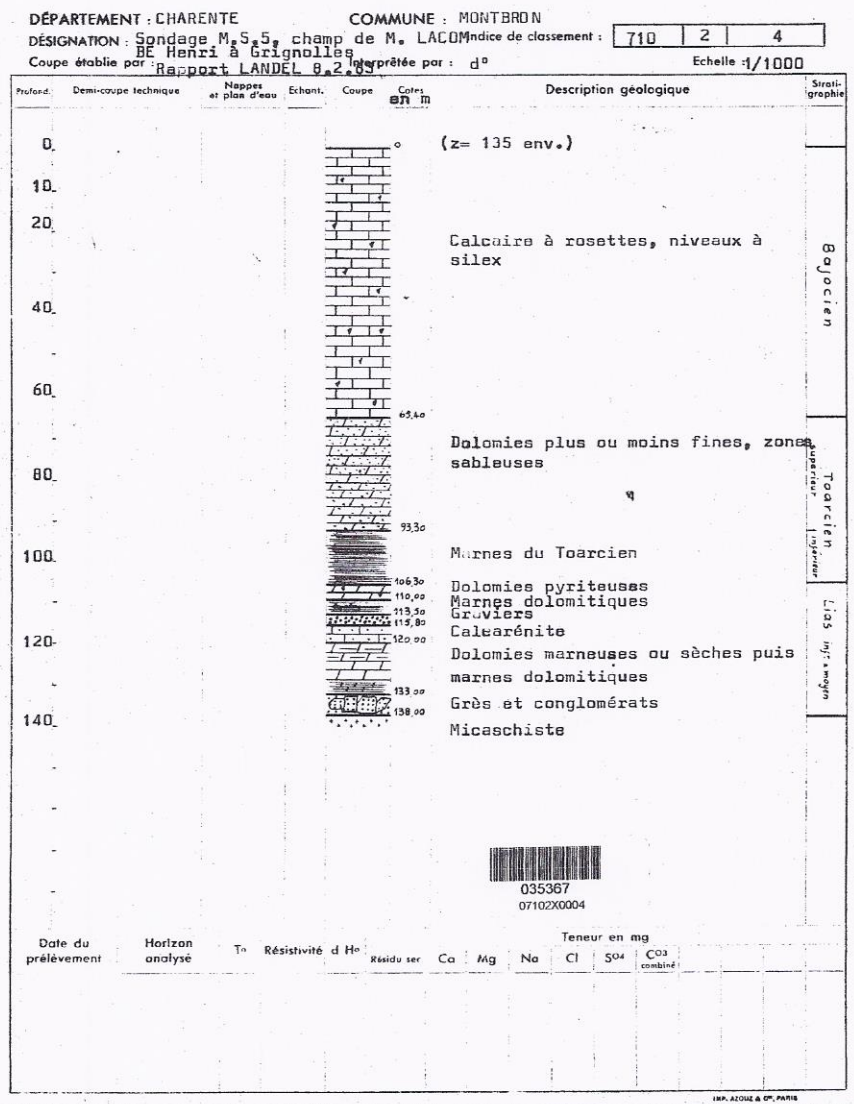 DÉPARTEMENT : CHARENTE COMMUNE : MONTBRON
DÉSIGNATION : Sondage M.S.5, champ de M. LACOMndice de classement : 710 2 4
BE Henri à Grignolles
Coupe établie par : Rapport LANDEL 8.2.65 Interprêtée par : d° Echelle : 1/1000
Profond. Demi-coupe technique Nappes et plan d'eau Echant. Coupe Cotes en m Description géologique Strati-graphie
0 0 (z= 135 env.)
10
20
Calcaire à rosettes, niveaux à
silex
Bajocien
40
60
65,40
Dolomies plus ou moins fines, zones
sableuses
supérieur
Toarcien
80
93,30
inférieur
100
Marnes du Toarcien
106,30
Dolomies pyriteuses
110,00
Marnes dolomitiques
113,50
Graviers
115,80
Calcarénite
120
120,00
Lias inf. à moyen
Dolomies marneuses ou sèches puis
marnes dolomitiques
133,00
Grès et conglomérats
138,00
140
Micaschiste
035367
07102X0004
Date du prélèvement Horizon analysé T° Résistivité d H° Résidu sec Teneur en mg
Ca Mg Na Cl SO4 CO3 combiné
IMP. AZOUZ & Cie, PARIS